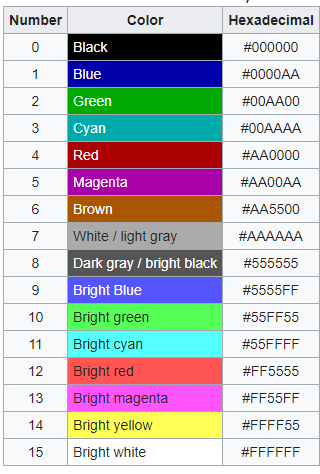 Number Color Hexadecimal
0 Black #000000
1 Blue #0000AA
2 Green #00AA00
3 Cyan #00AAAA
4 Red #AA0000
5 Magenta #AA00AA
6 Brown #AA5500
7 White / light gray #AAAAAA
8 Dark gray / bright black #555555
9 Bright Blue #5555FF
10 Bright green #55FF55
11 Bright cyan #55FFFF
12 Bright red #FF5555
13 Bright magenta #FF55FF
14 Bright yellow #FFFF55
15 Bright white #FFFFFF